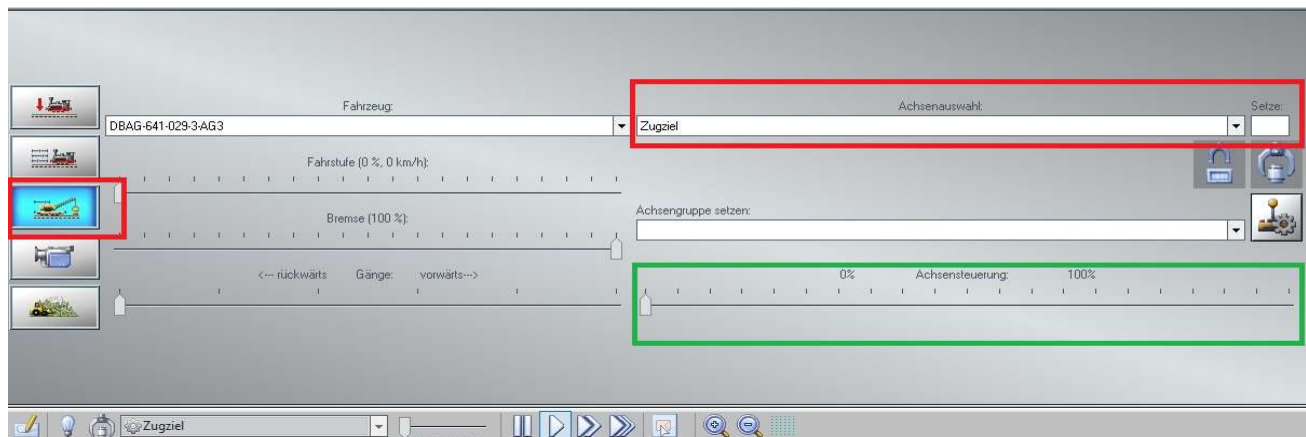 Fahrzeug:
Achsenauswahl:
Setze:
DBAG-641-029-3-AG3
Zugziel
Fahrstufe (0 %, 0 km/h):
Bremse (100 %):
Achsengruppe setzen:
<--- rückwärts Gänge: vorwärts--->
0% Achsensteuerung: 100%
Zugziel